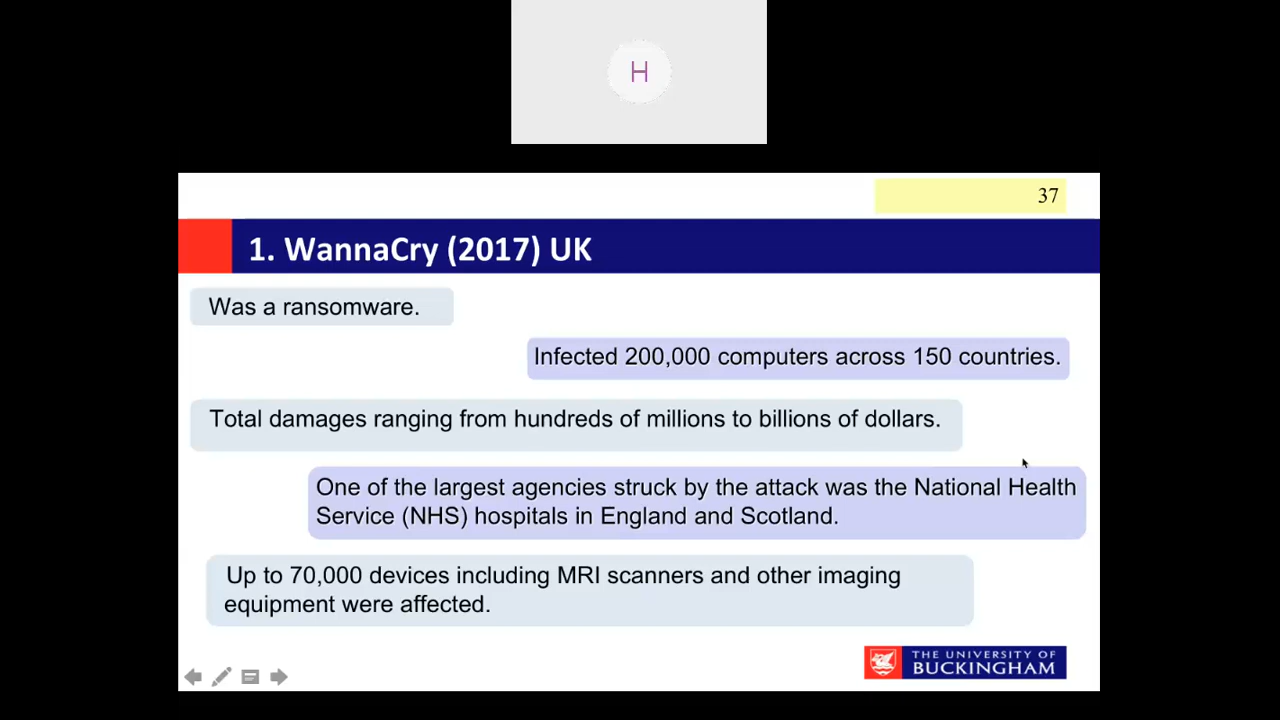 H
37
1. WannaCry (2017) UK
Was a ransomware.
Infected 200,000 computers across 150 countries.
Total damages ranging from hundreds of millions to billions of dollars.
One of the largest agencies struck by the attack was the National Health
Service (NHS) hospitals in England and Scotland.
Up to 70,000 devices including MRI scanners and other imaging
equipment were affected.
THE UNIVERSITY OF
BUCKINGHAM